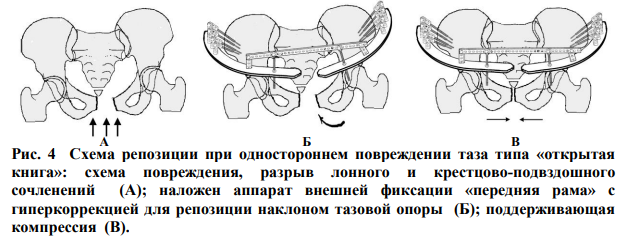 А Б В
Рис. 4 Схема репозиции при одностороннем повреждении таза типа «открытая
книга»: схема повреждения, разрыв лонного и крестцово-подвздошного
сочленений (А); наложен аппарат внешней фиксации «передняя рама» с
гиперкоррекцией для репозиции наклоном тазовой опоры (Б); поддерживающая
компрессия (В).